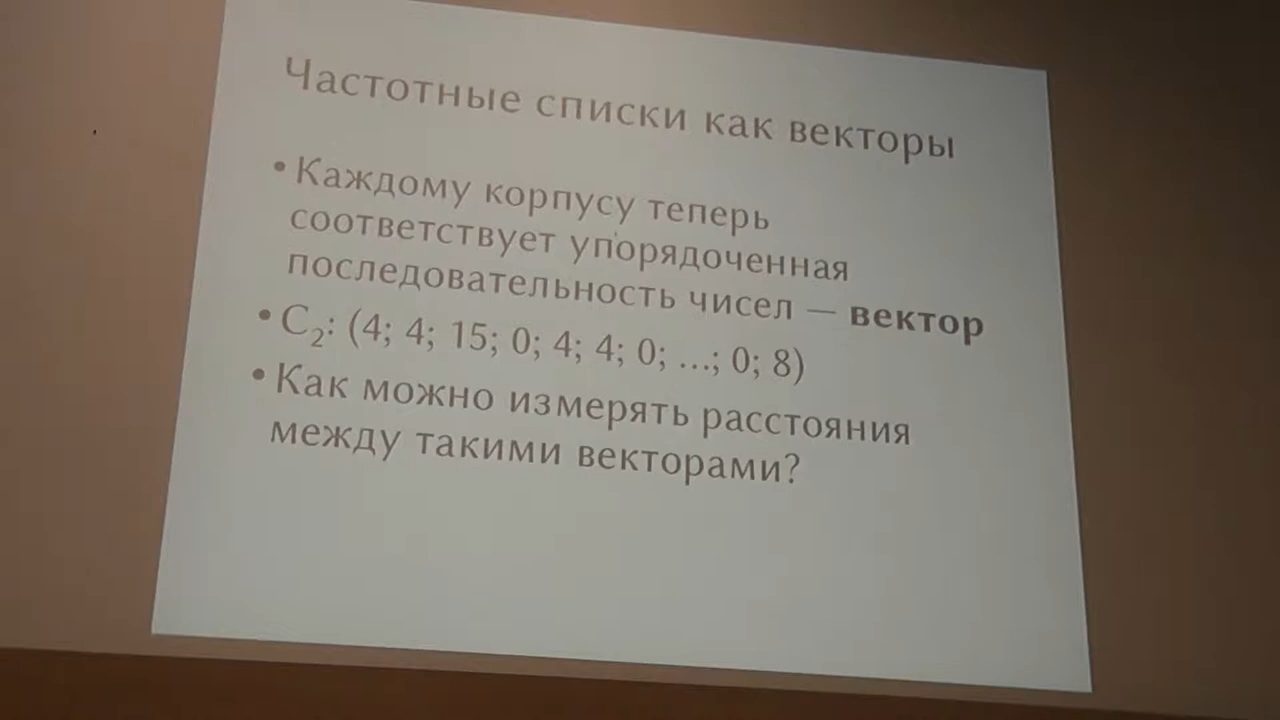 Частотные списки как векторы
• Каждому корпусу теперь
соответствует упорядоченная
последовательность чисел — вектор
• C₂: (4; 4; 15; 0; 4; 4; 0; ...; 0; 8)
• Как можно измерять расстояния
между такими векторами?